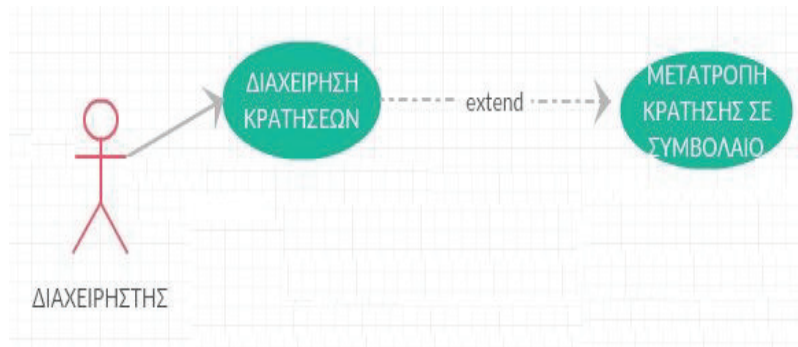 ΔΙΑΧΕΙΡΗΣΗ
ΚΡΑΤΗΣΕΩΝ
extend
ΜΕΤΑΤΡΟΠΗ
ΚΡΑΤΗΣΗΣ ΣΕ
ΣΥΜΒΟΛΑΙΟ
ΔΙΑΧΕΙΡΗΣΤΗΣ